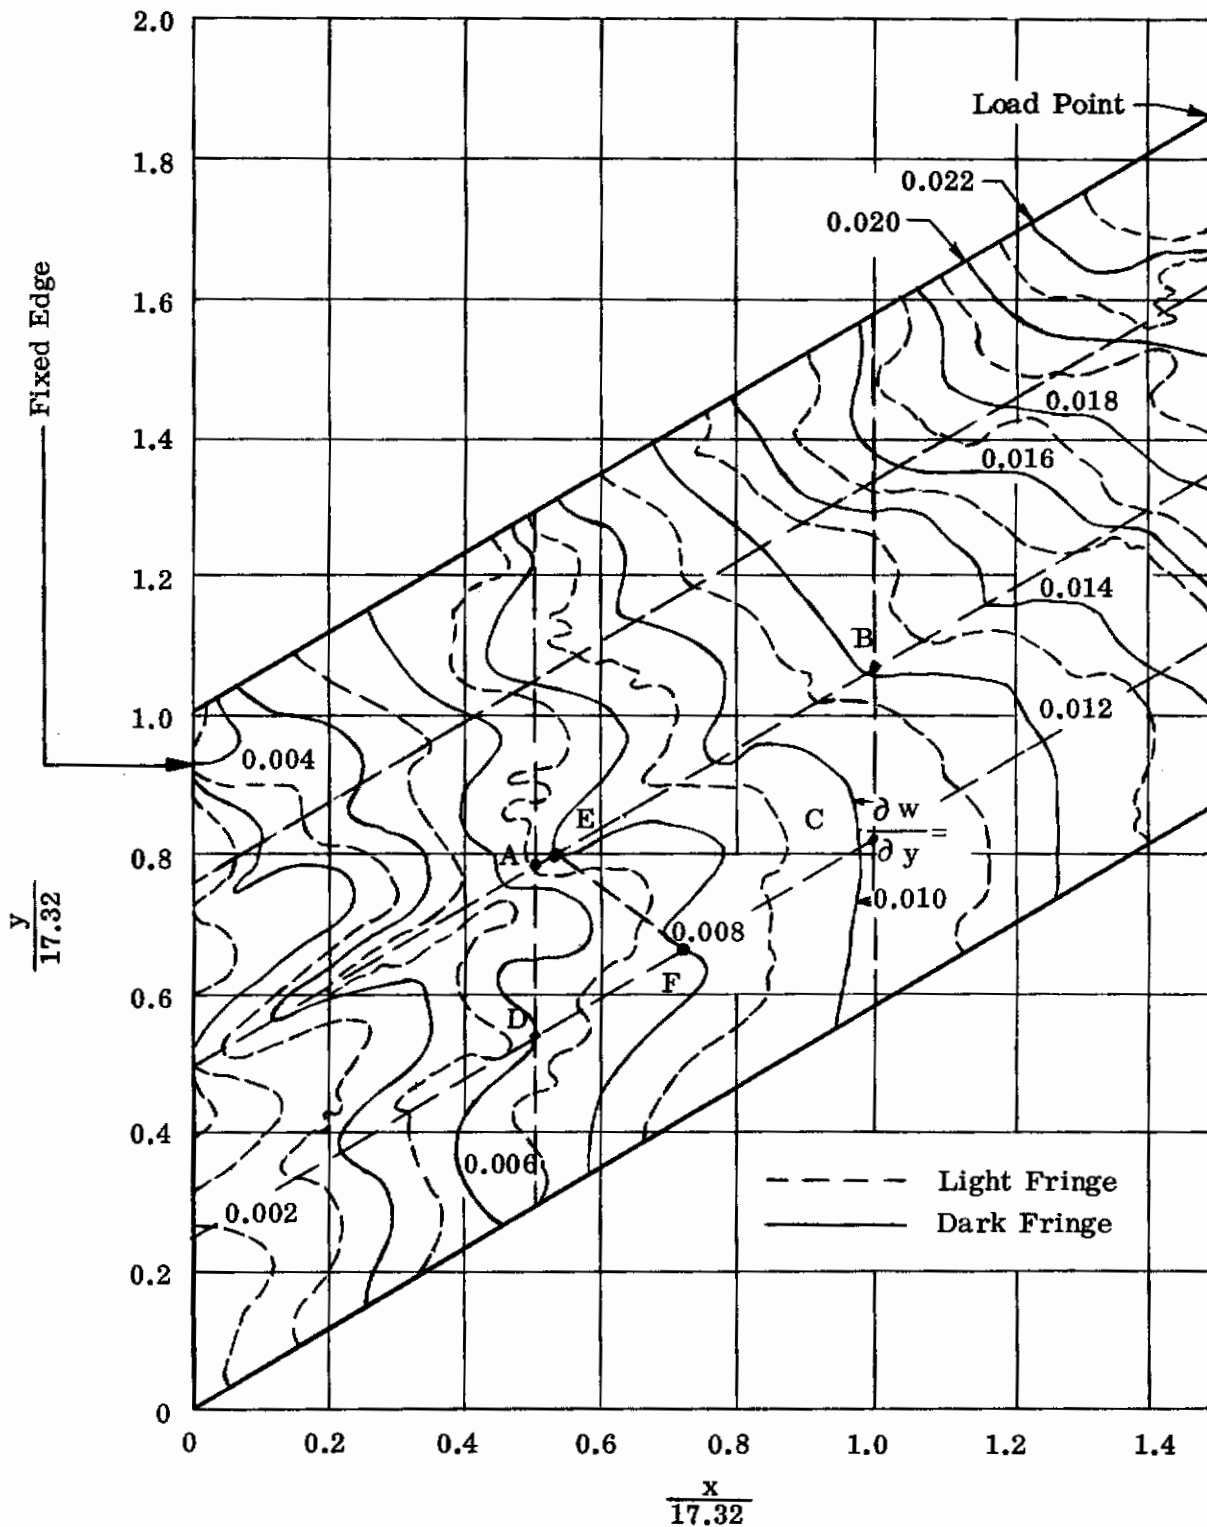 2.0
Load Point
1.8
0.022
0.020
1.6
Fixed Edge
0.018
1.4
0.016
1.2
0.014
B
1.0
0.012
0.004
E
C
∂ w
∂ y
=
A
0.8
0.010
y
17.32
0.008
F
0.6
D
0.4
0.006
Light Fringe
0.002
Dark Fringe
0.2
0
0
0.2
0.4
0.6
0.8
1.0
1.2
1.4
x
17.32